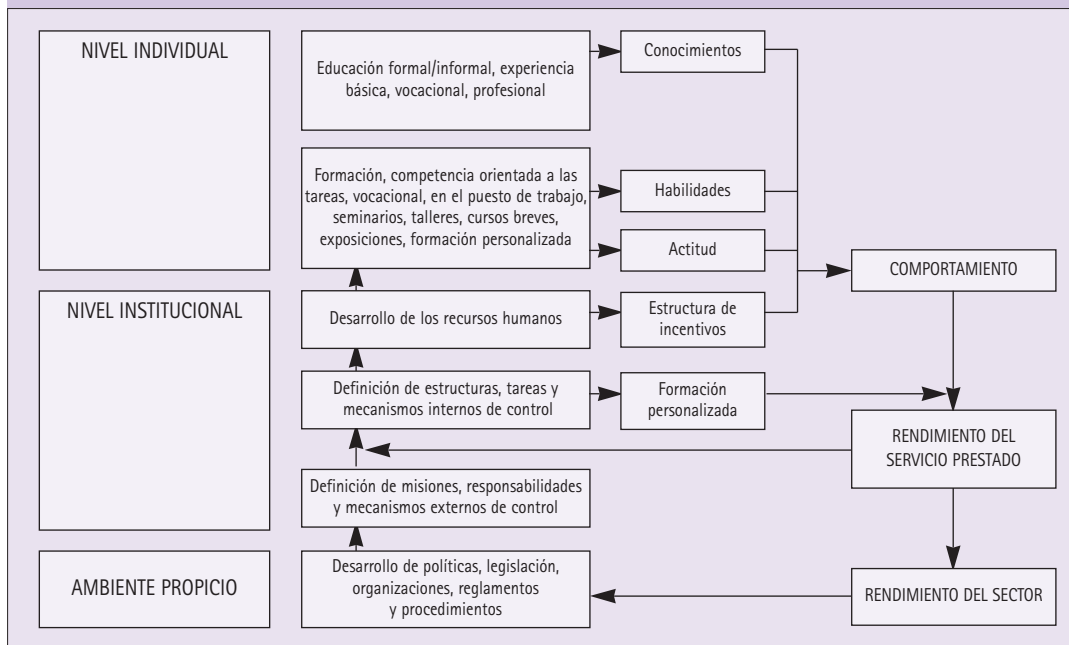 NIVEL INDIVIDUAL
Educación formal/informal, experiencia
básica, vocacional, profesional
Conocimientos
Formación, competencia orientada a las
tareas, vocacional, en el puesto de trabajo,
seminarios, talleres, cursos breves,
exposiciones, formación personalizada
Habilidades
Actitud
COMPORTAMIENTO
NIVEL INSTITUCIONAL
Desarrollo de los recursos humanos
Estructura de
incentivos
Definición de estructuras, tareas y
mecanismos internos de control
Formación
personalizada
RENDIMIENTO DEL
SERVICIO PRESTADO
Definición de misiones, responsabilidades
y mecanismos externos de control
AMBIENTE PROPICIO
Desarrollo de políticas, legislación,
organizaciones, reglamentos
y procedimientos
RENDIMIENTO DEL SECTOR